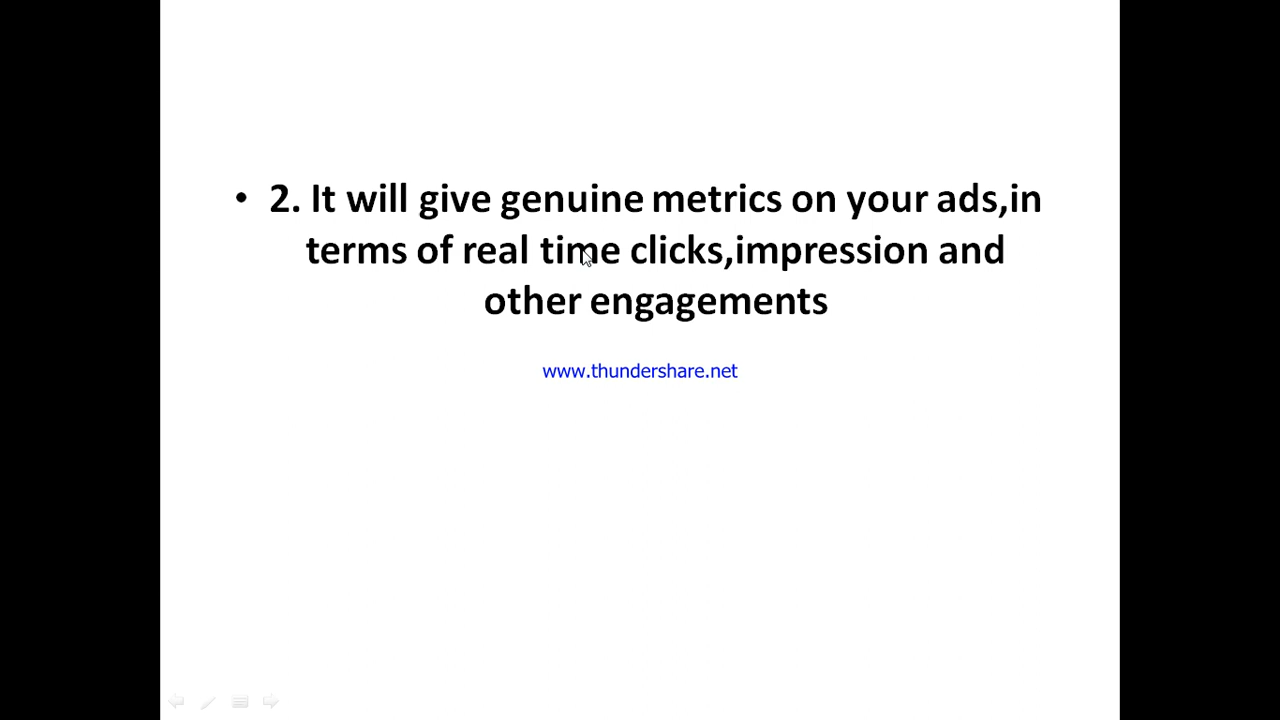 • 2. It will give genuine metrics on your ads,in
terms of real time clicks,impression and
other engagements
www.thundershare.net